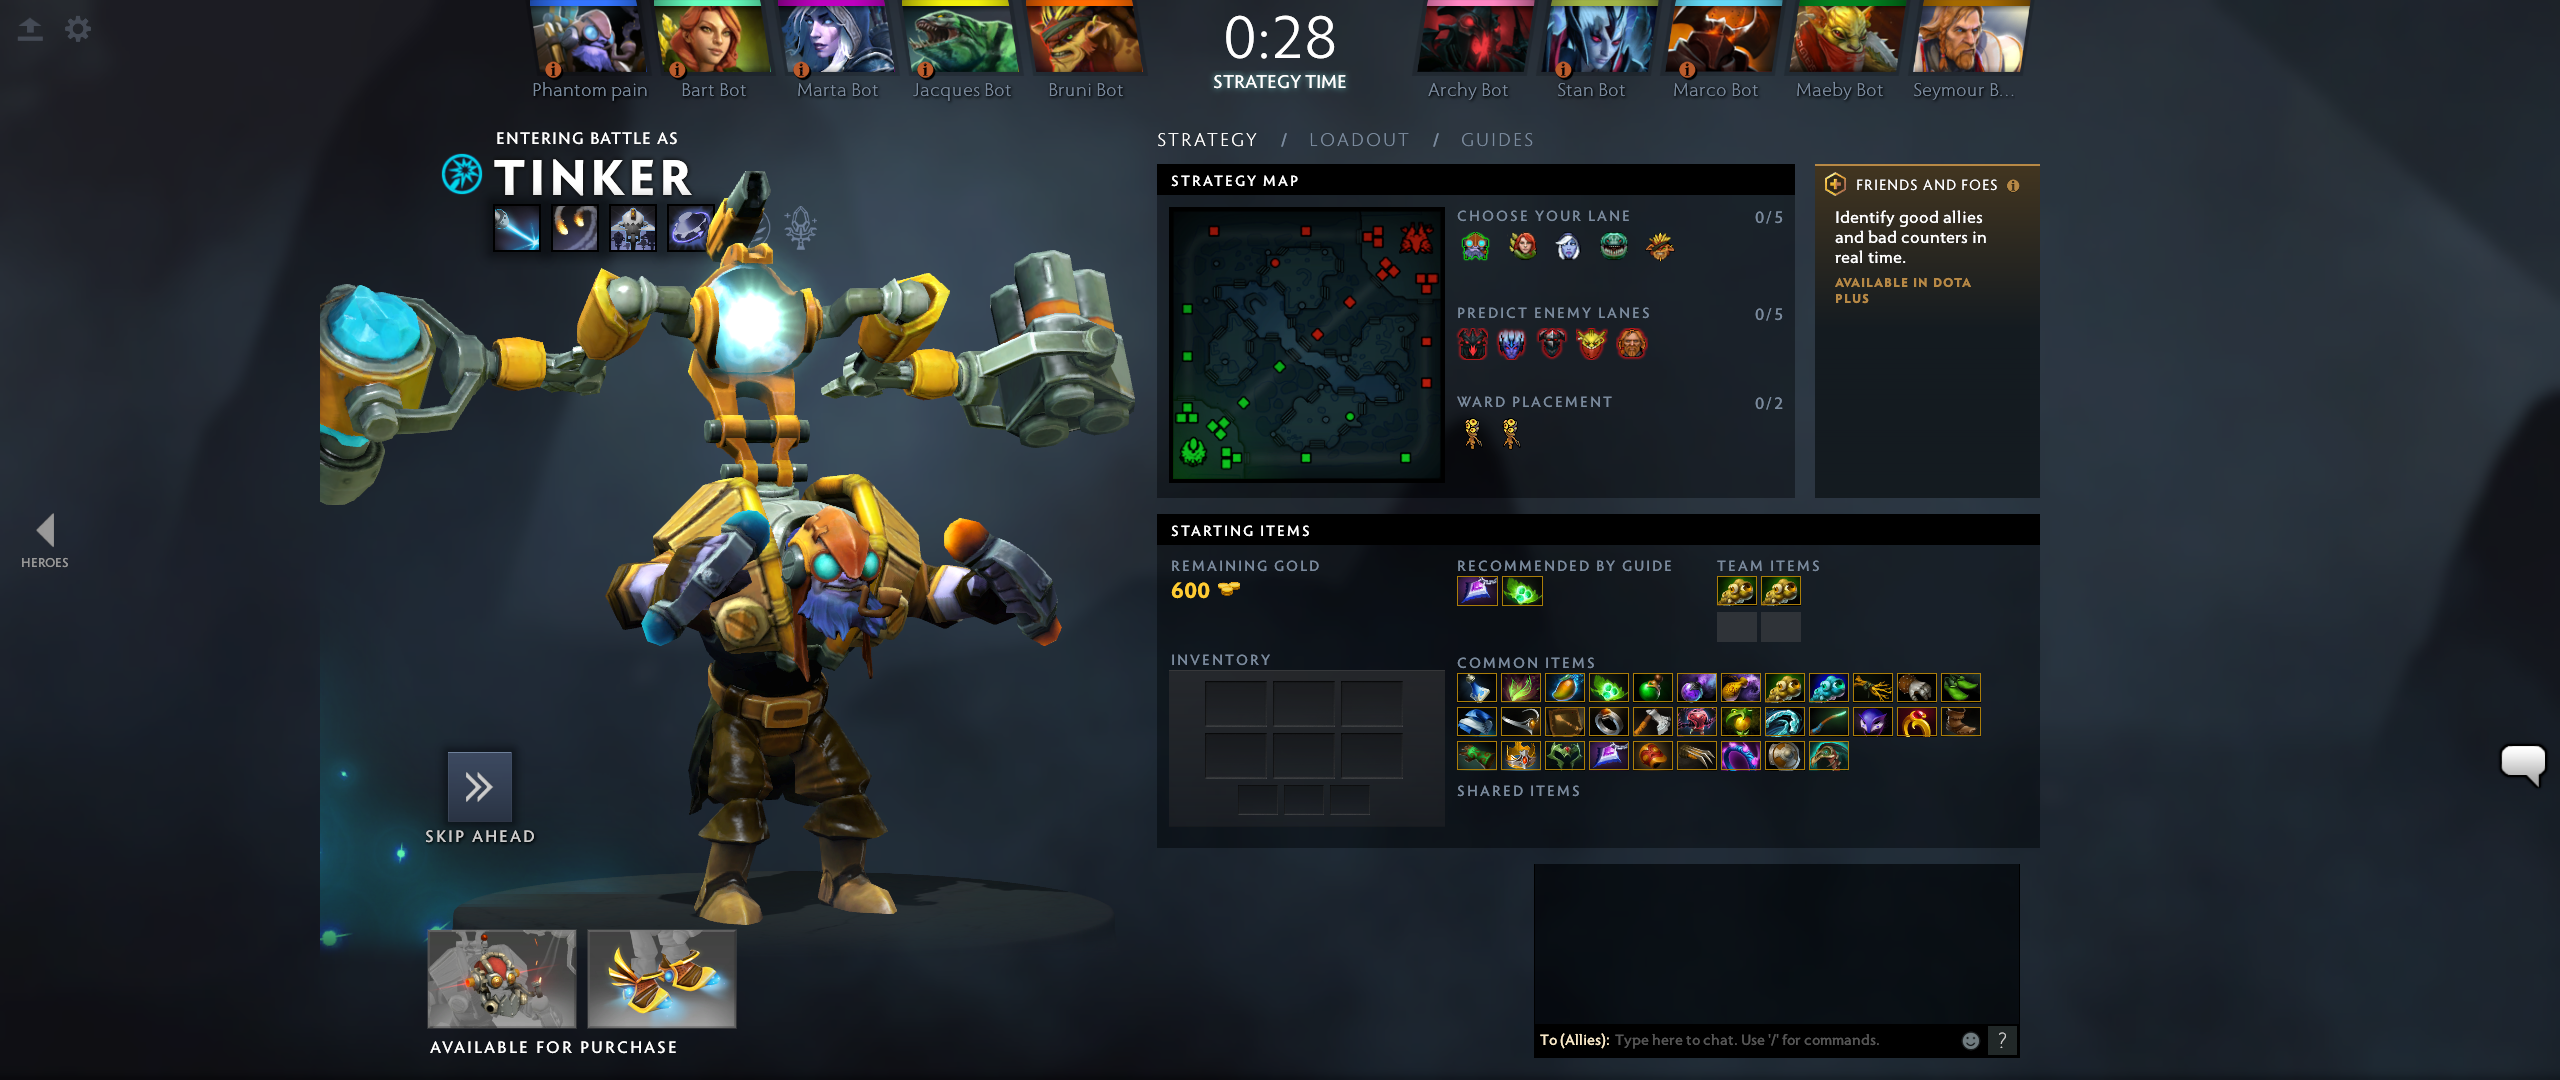 Phantom pain
Bart Bot
Marta Bot
Jacques Bot
Bruni Bot
0:28
STRATEGY TIME
Archy Bot
Stan Bot
Marco Bot
Maeby Bot
Seymour B...
ENTERING BATTLE AS
TINKER
STRATEGY / LOADOUT / GUIDES
STRATEGY MAP
CHOOSE YOUR LANE 0/5
PREDICT ENEMY LANES 0/5
WARD PLACEMENT 0/2
FRIENDS AND FOES
Identify good allies
and bad counters in
real time.
AVAILABLE IN DOTA
PLUS
HEROES
STARTING ITEMS
REMAINING GOLD
600
RECOMMENDED BY GUIDE
TEAM ITEMS
INVENTORY
COMMON ITEMS
SHARED ITEMS
SKIP AHEAD
AVAILABLE FOR PURCHASE
To (Allies): Type here to chat. Use '/' for commands.
?